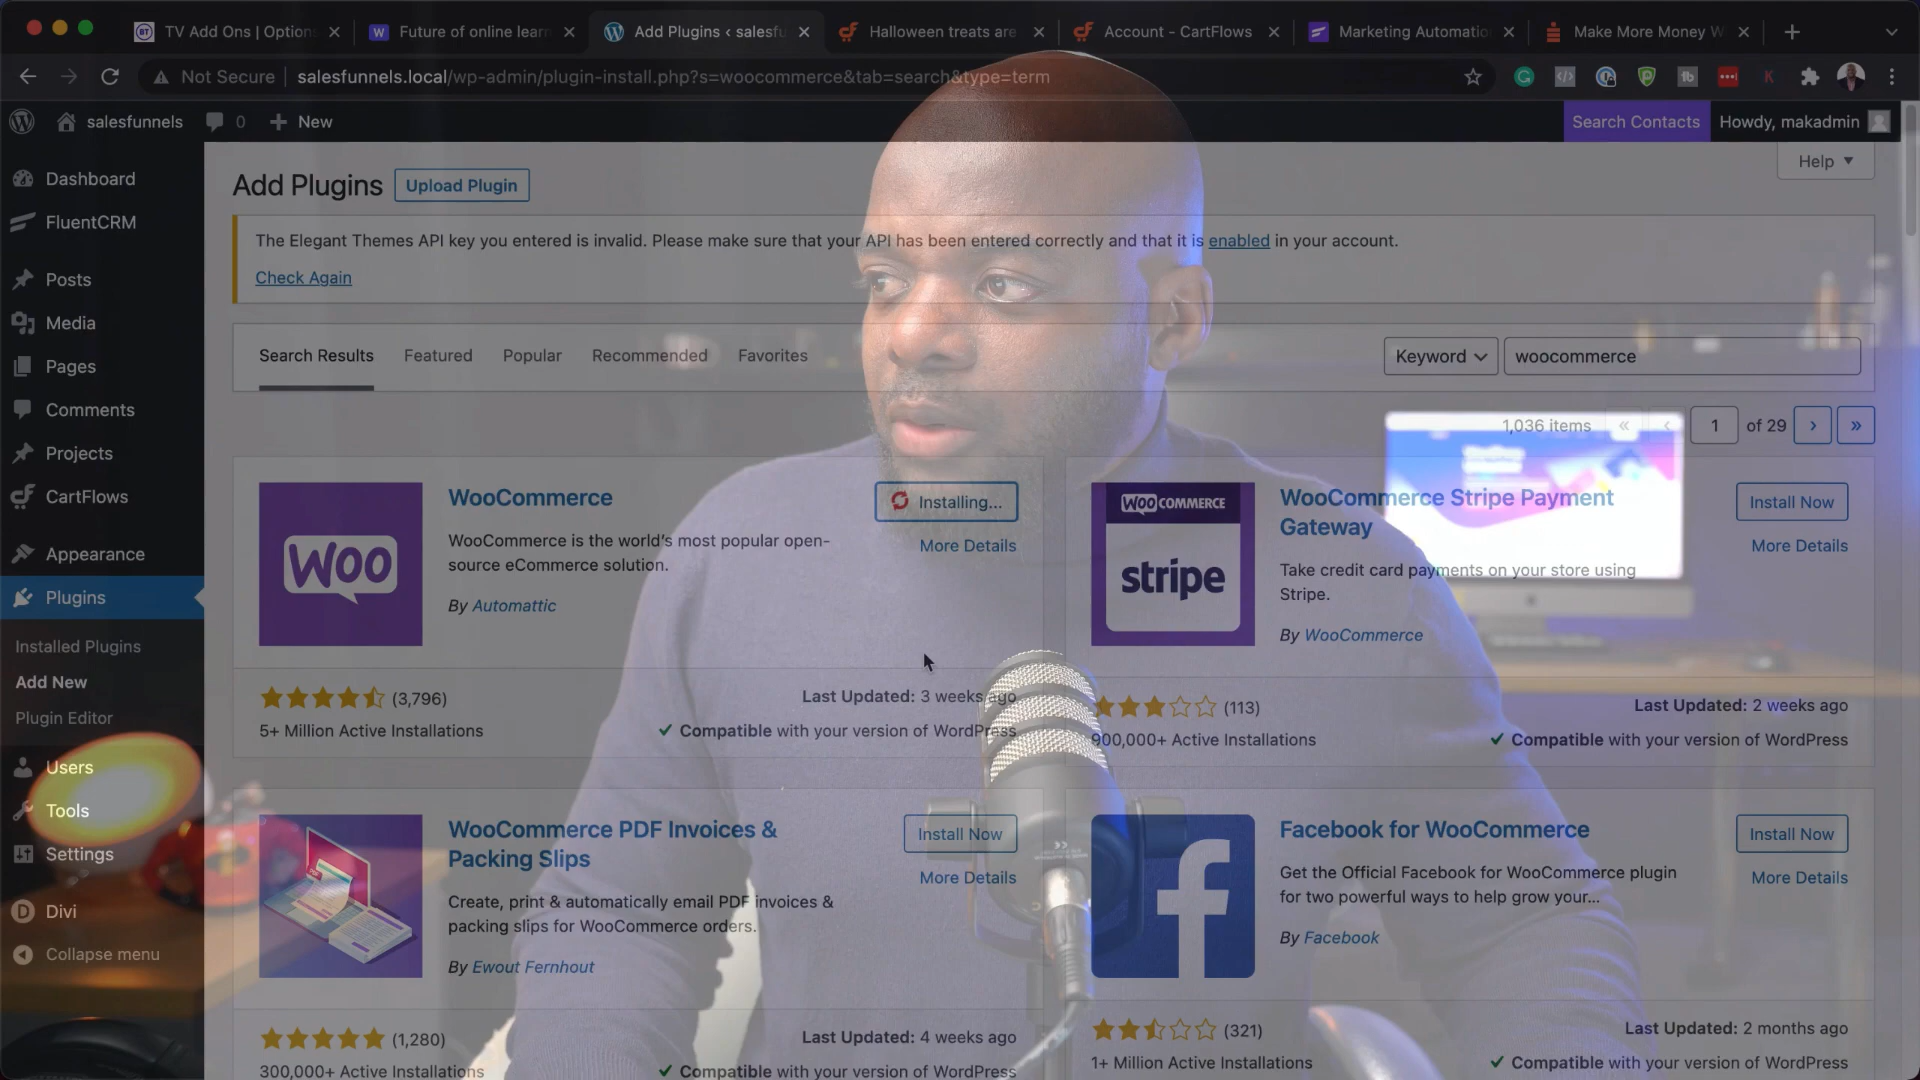 TV Add Ons | Option
Future of online learn
Add Plugins ‹ salesfu
Halloween treats are
Account - CartFlows
Marketing Automatio
Make More Money W
Not Secure
salesfunnels.local/wp-admin/plugin-install.php?s=woocommerce&tab=search&type=term
salesfunnels
0
New
Search Contacts
Howdy, makadmin
Dashboard
FluentCRM
Posts
Media
Pages
Comments
Projects
CartFlows
Appearance
Plugins
Installed Plugins
Add New
Plugin Editor
Users
Tools
Settings
Divi
Collapse menu
Help
Add Plugins
Upload Plugin
The Elegant Themes API key you entered is invalid. Please make sure that your API has been entered correctly and that it is enabled in your account.
Check Again
Search Results
Featured
Popular
Recommended
Favorites
Keyword
woocommerce
1,036 items
«
‹
1
of 29
›
»
WOO
WooCommerce
Installing...
More Details
WooCommerce is the world's most popular open-
source eCommerce solution.
By Automattic
(3,796)
5+ Million Active Installations
Last Updated: 3 weeks ago
Compatible with your version of WordPress
WOO COMMERCE
stripe
WooCommerce Stripe Payment
Gateway
Install Now
More Details
Take credit card payments on your store using
Stripe.
By WooCommerce
(113)
900,000+ Active Installations
Last Updated: 2 weeks ago
Compatible with your version of WordPress
WooCommerce PDF Invoices &
Packing Slips
Install Now
More Details
Create, print & automatically email PDF invoices &
packing slips for WooCommerce orders.
By Ewout Fernhout
(1,280)
300,000+ Active Installations
Last Updated: 4 weeks ago
Compatible with your version of WordPress
Facebook for WooCommerce
Install Now
More Details
Get the Official Facebook for WooCommerce plugin
for two powerful ways to help grow your...
By Facebook
(321)
1+ Million Active Installations
Last Updated: 2 months ago
Compatible with your version of WordPress